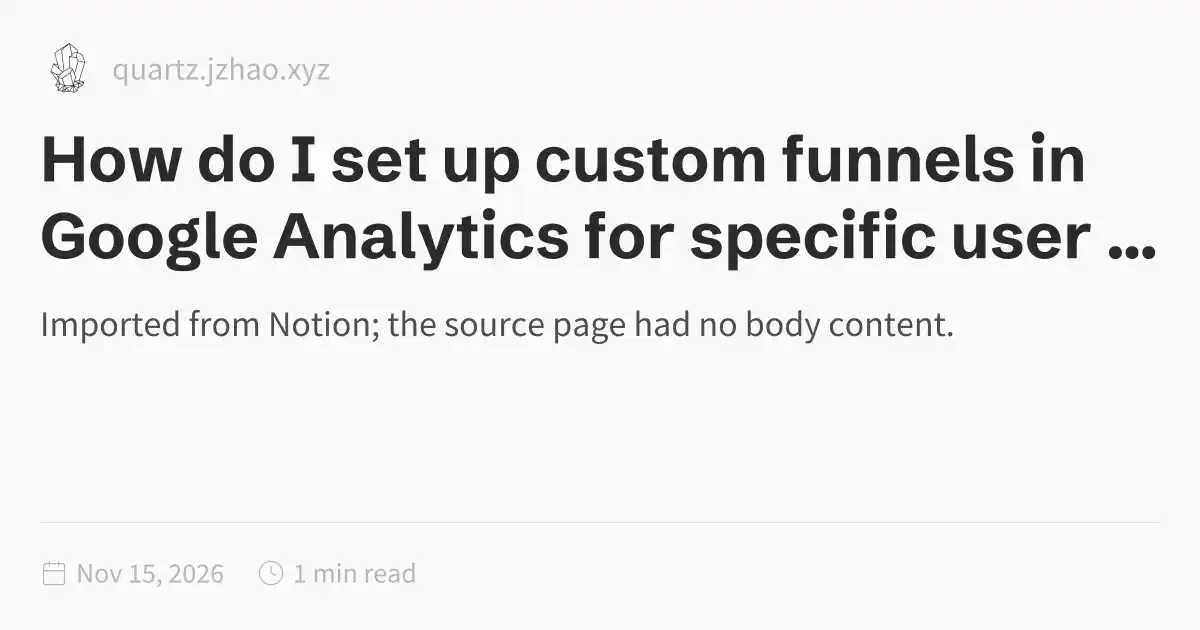 quartz.jzhao.xyz
How do I set up custom funnels in
Google Analytics for specific user ...
Imported from Notion; the source page had no body content.
Nov 15, 2026 1 min read